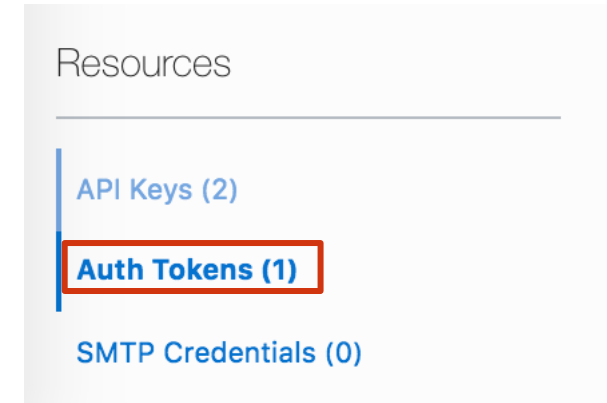 Resources
API Keys (2)
Auth Tokens (1)
SMTP Credentials (0)